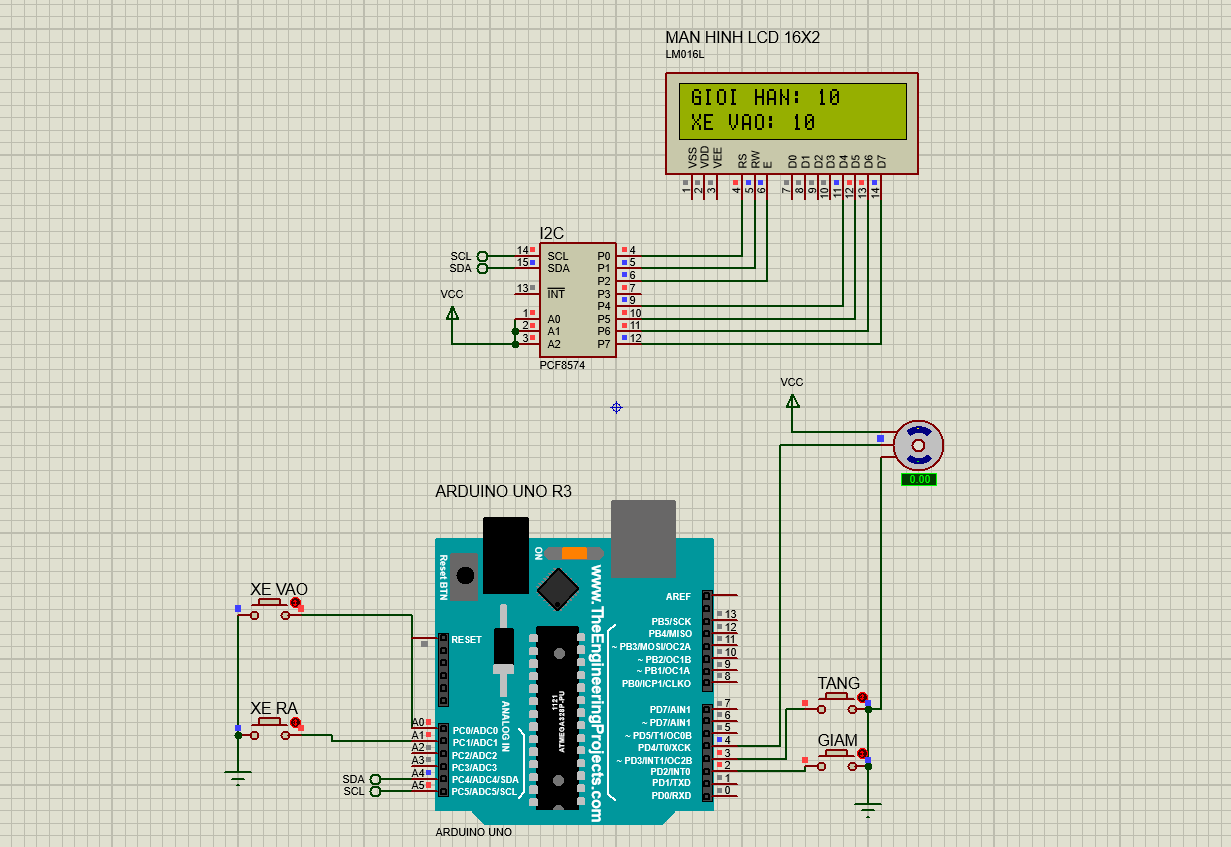 MAN HINH LCD 16X2
LM016L
GIOI HAN: 10
XE VAO: 10
VSS VDD VEE RS RW E D0 D1 D2 D3 D4 D5 D6 D7
1 2 3 4 5 6 7 8 9 10 11 12 13 14
I2C
SCL 14 SCL P0 4
SDA 15 SDA P1 5
P2 6
13 INT P3 7
VCC
P4 9
1 A0 P5 10
2 A1 P6 11
3 A2 P7 12
PCF8574
VCC
0.00
ARDUINO UNO R3
Reset BTN
ON
www.TheEngineeringProjects.com
1121
ATMEGA328P-PU
ANALOG IN
AREF
PB5/SCK 13
PB4/MISO 12
~ PB3/MOSI/OC2A 11
~ PB2/OC1B 10
~ PB1/OC1A 9
PB0/ICP1/CLKO 8
PD7/AIN1 7
~ PD7/AIN1 6
~ PD5/T1/OC0B 5
PD4/T0/XCK 4
~ PD3/INT1/OC2B 3
PD2/INT0 2
PD1/TXD 1
PD0/RXD 0
RESET
A0 PC0/ADC0
A1 PC1/ADC1
A2 PC2/ADC2
A3 PC3/ADC3
SDA A4 PC4/ADC4/SDA
SCL A5 PC5/ADC5/SCL
ARDUINO UNO
XE VAO
XE RA
TANG
GIAM